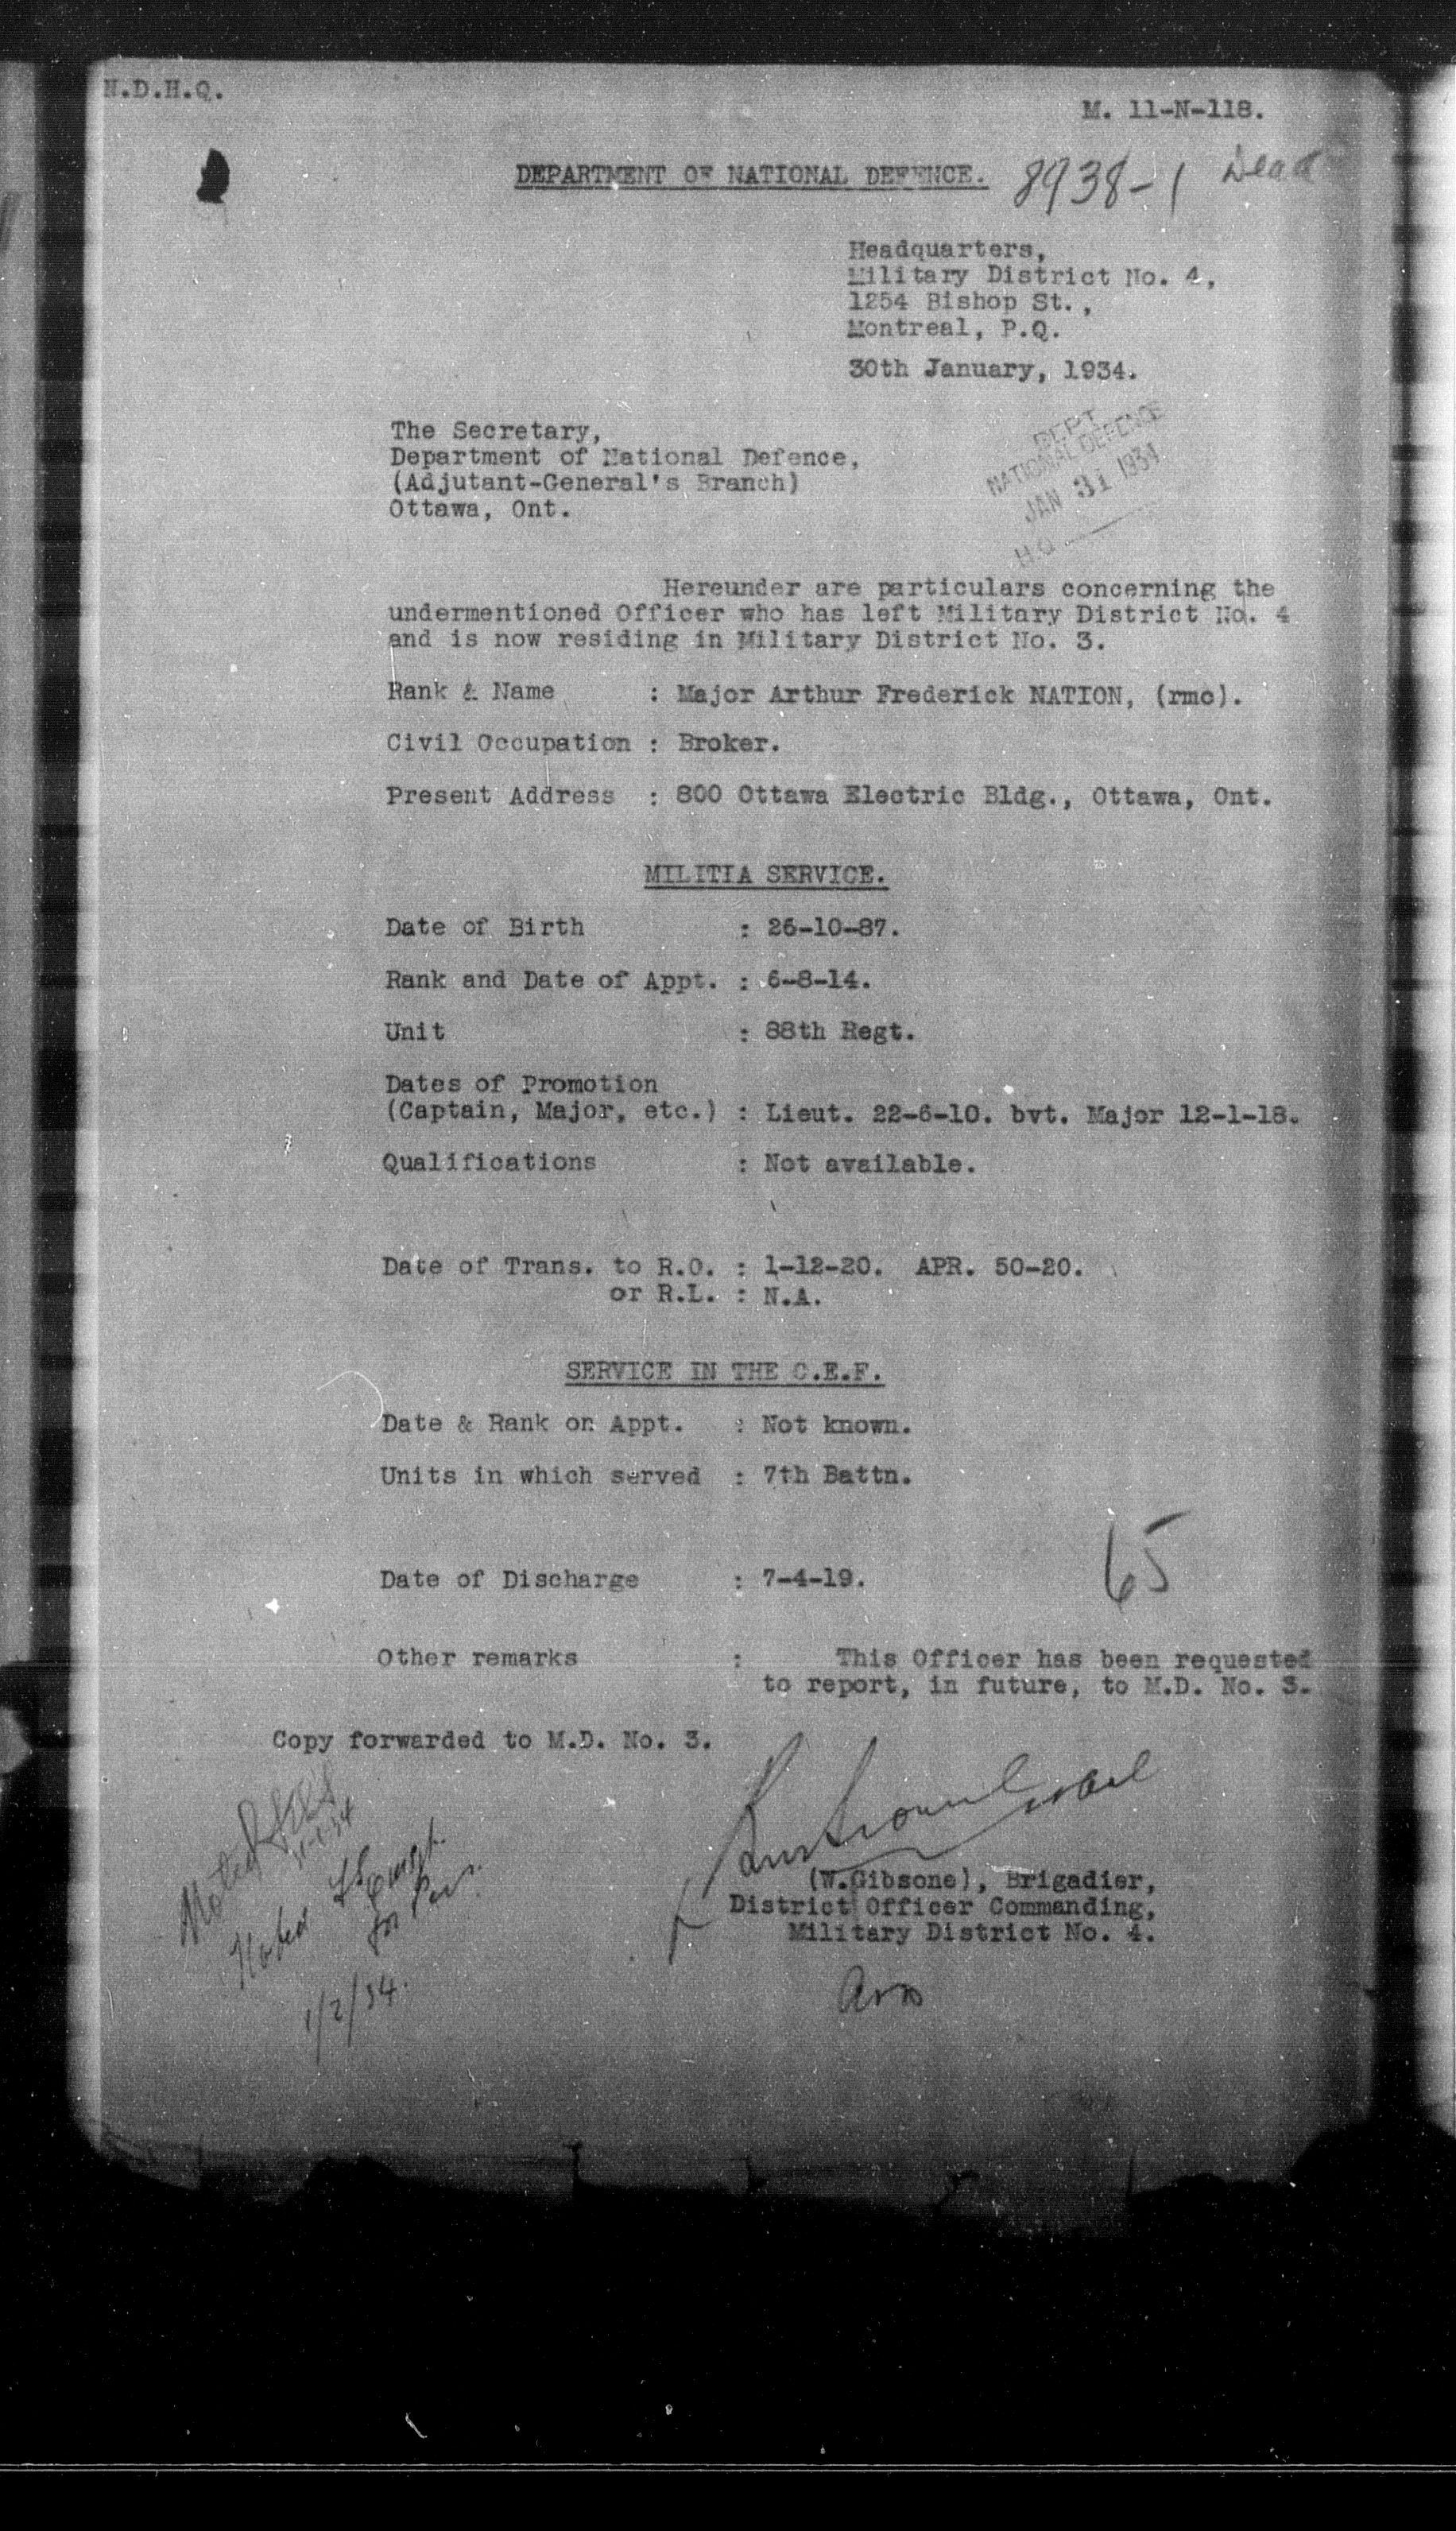 N.D.H.Q.
M. 11-N-118.
DEPARTMENT OF NATIONAL DEFENCE.
8938-1 Dead
Headquarters,
Military District No. 4,
1254 Bishop St.,
Montreal, P.Q.
30th January, 1934.
DEPT
NATIONAL DEFENCE
JAN 31 1934
H Q
The Secretary,
Department of National Defence,
(Adjutant-General's Branch)
Ottawa, Ont.
Hereunder are particulars concerning the
undermentioned Officer who has left Military District No. 4
and is now residing in Military District No. 3.
Rank & Name : Major Arthur Frederick NATION, (rmc).
Civil Occupation : Broker.
Present Address : 800 Ottawa Electric Bldg., Ottawa, Ont.
MILITIA SERVICE.
Date of Birth : 26-10-87.
Rank and Date of Appt. : 6-8-14.
Unit : 88th Regt.
Dates of Promotion
(Captain, Major, etc.) : Lieut. 22-6-10. bvt. Major 12-1-18.
Qualifications : Not available.
Date of Trans. to R.O. : 1-12-20. APR. 50-20.
or R.L. : N.A.
SERVICE IN THE C.E.F.
Date & Rank on Appt. : Not known.
Units in which served : 7th Battn.
65
Date of Discharge : 7-4-19.
Other remarks : This Officer has been requested
to report, in future, to M.D. No. 3.
Copy forwarded to M.D. No. 3.
(W.Gibsone), Brigadier,
District Officer Commanding,
Military District No. 4.
Noted
31-1-34
Noted
for
1/2/34.